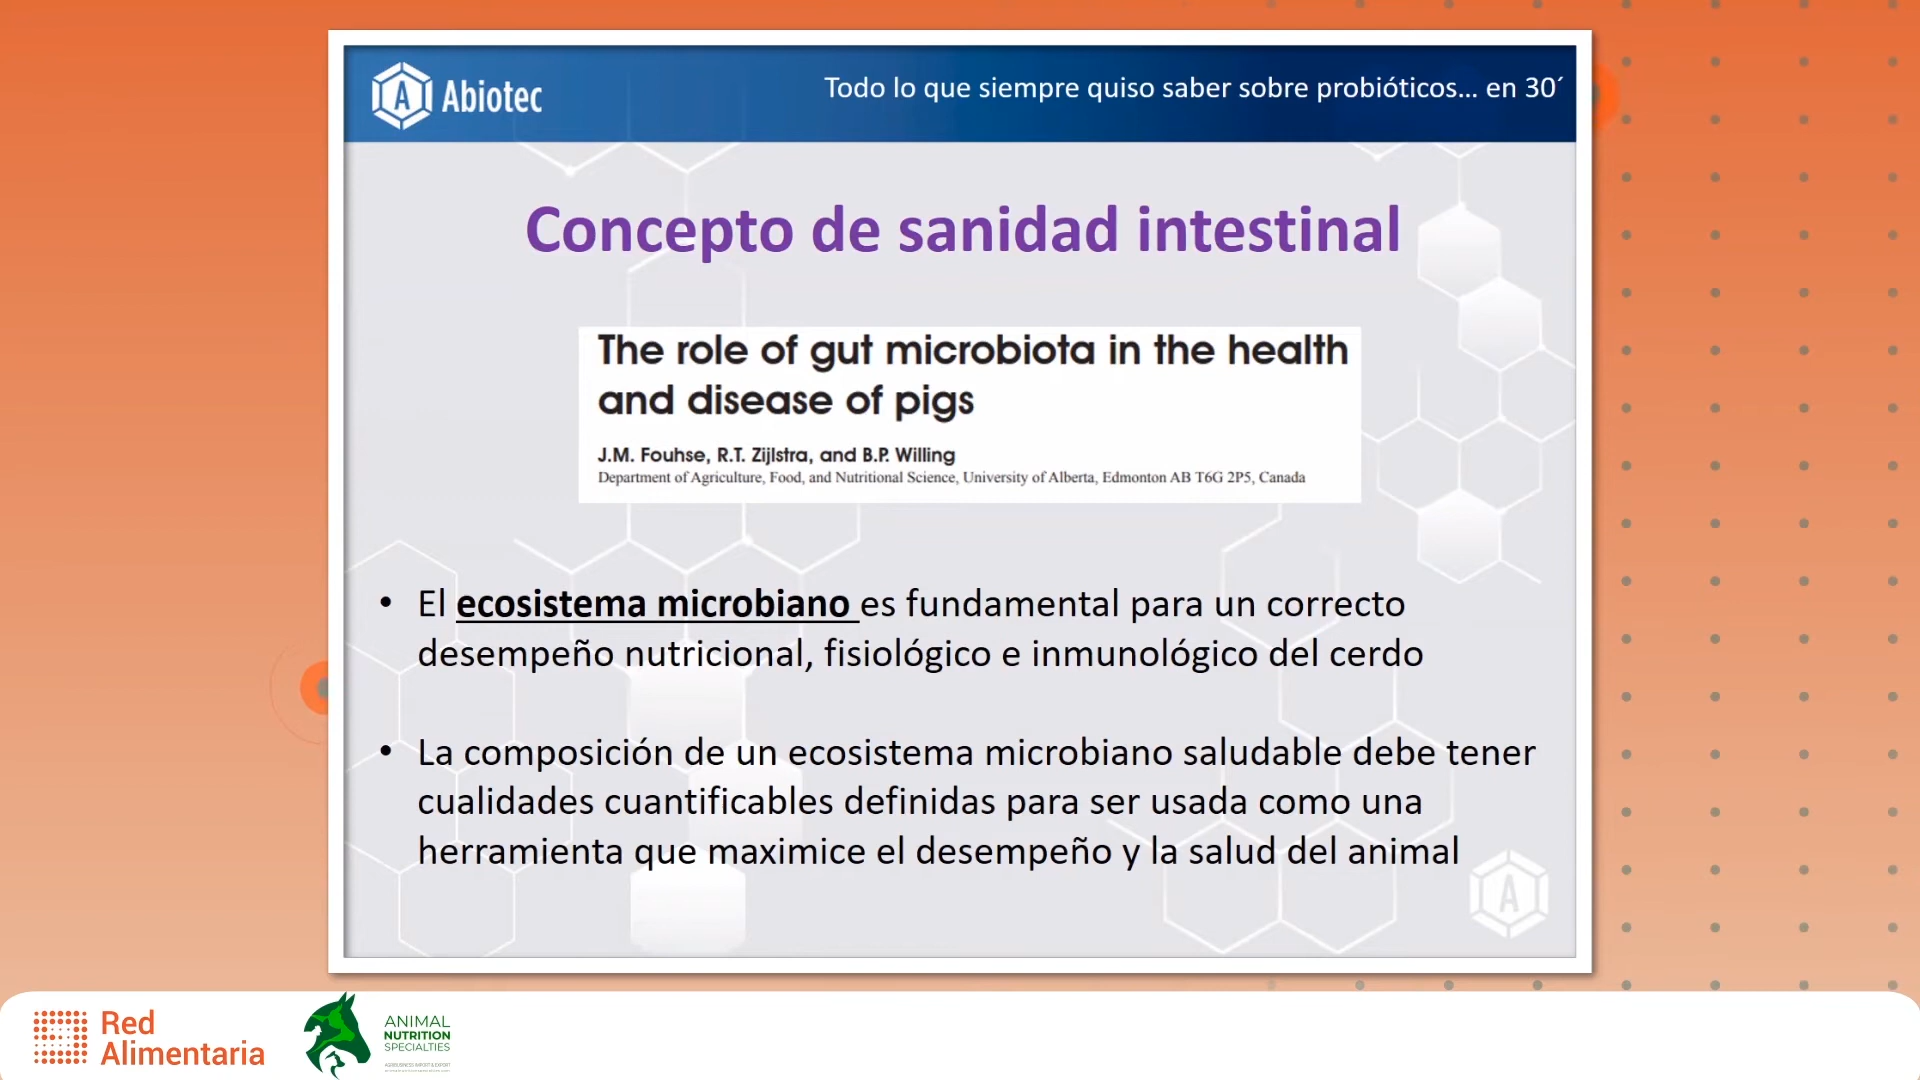 Abiotec
Todo lo que siempre quiso saber sobre probióticos... en 30´
Concepto de sanidad intestinal
The role of gut microbiota in the health
and disease of pigs
J.M. Fouhse, R.T. Zijlstra, and B.P. Willing
Department of Agriculture, Food, and Nutritional Science, University of Alberta, Edmonton AB T6G 2P5, Canada
• El ecosistema microbiano es fundamental para un correcto
desempeño nutricional, fisiológico e inmunológico del cerdo
• La composición de un ecosistema microbiano saludable debe tener
cualidades cuantificables definidas para ser usada como una
herramienta que maximice el desempeño y la salud del animal
Red
Alimentaria
ANIMAL
NUTRITION
SPECIALTIES